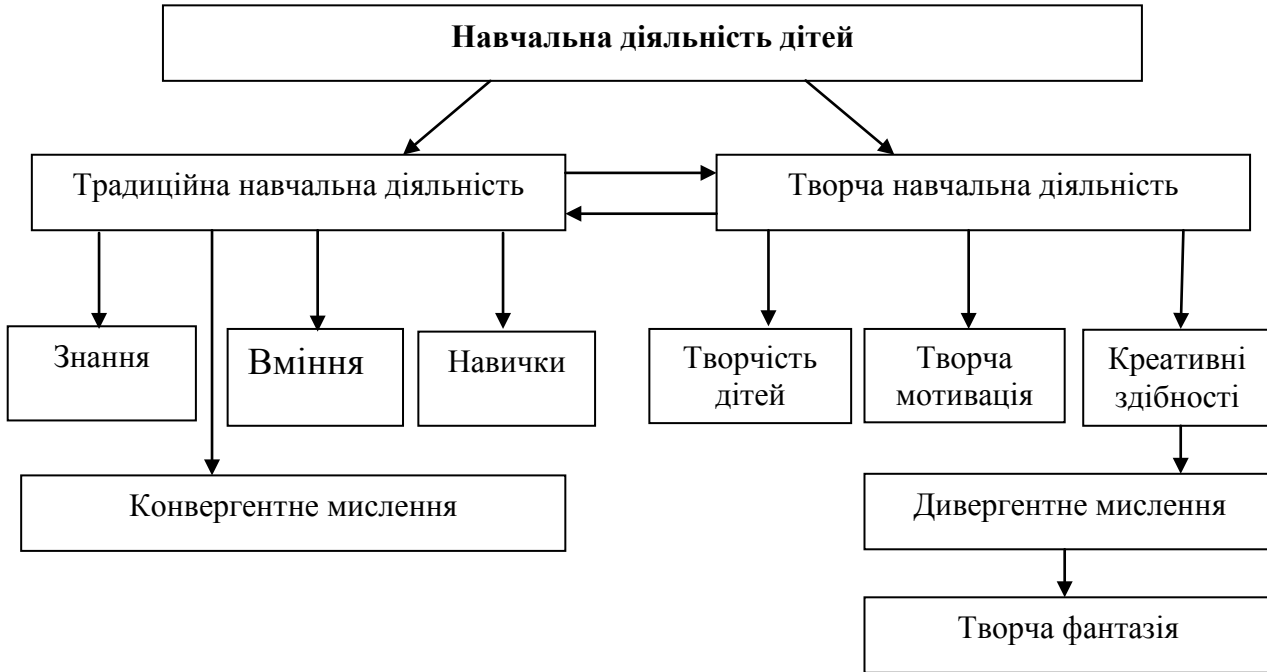 Навчальна діяльність дітей
Традиційна навчальна діяльність
Творча навчальна діяльність
Знання
Вміння
Навички
Творчість
дітей
Творча
мотивація
Креативні
здібності
Конвергентне мислення
Дивергентне мислення
Творча фантазія